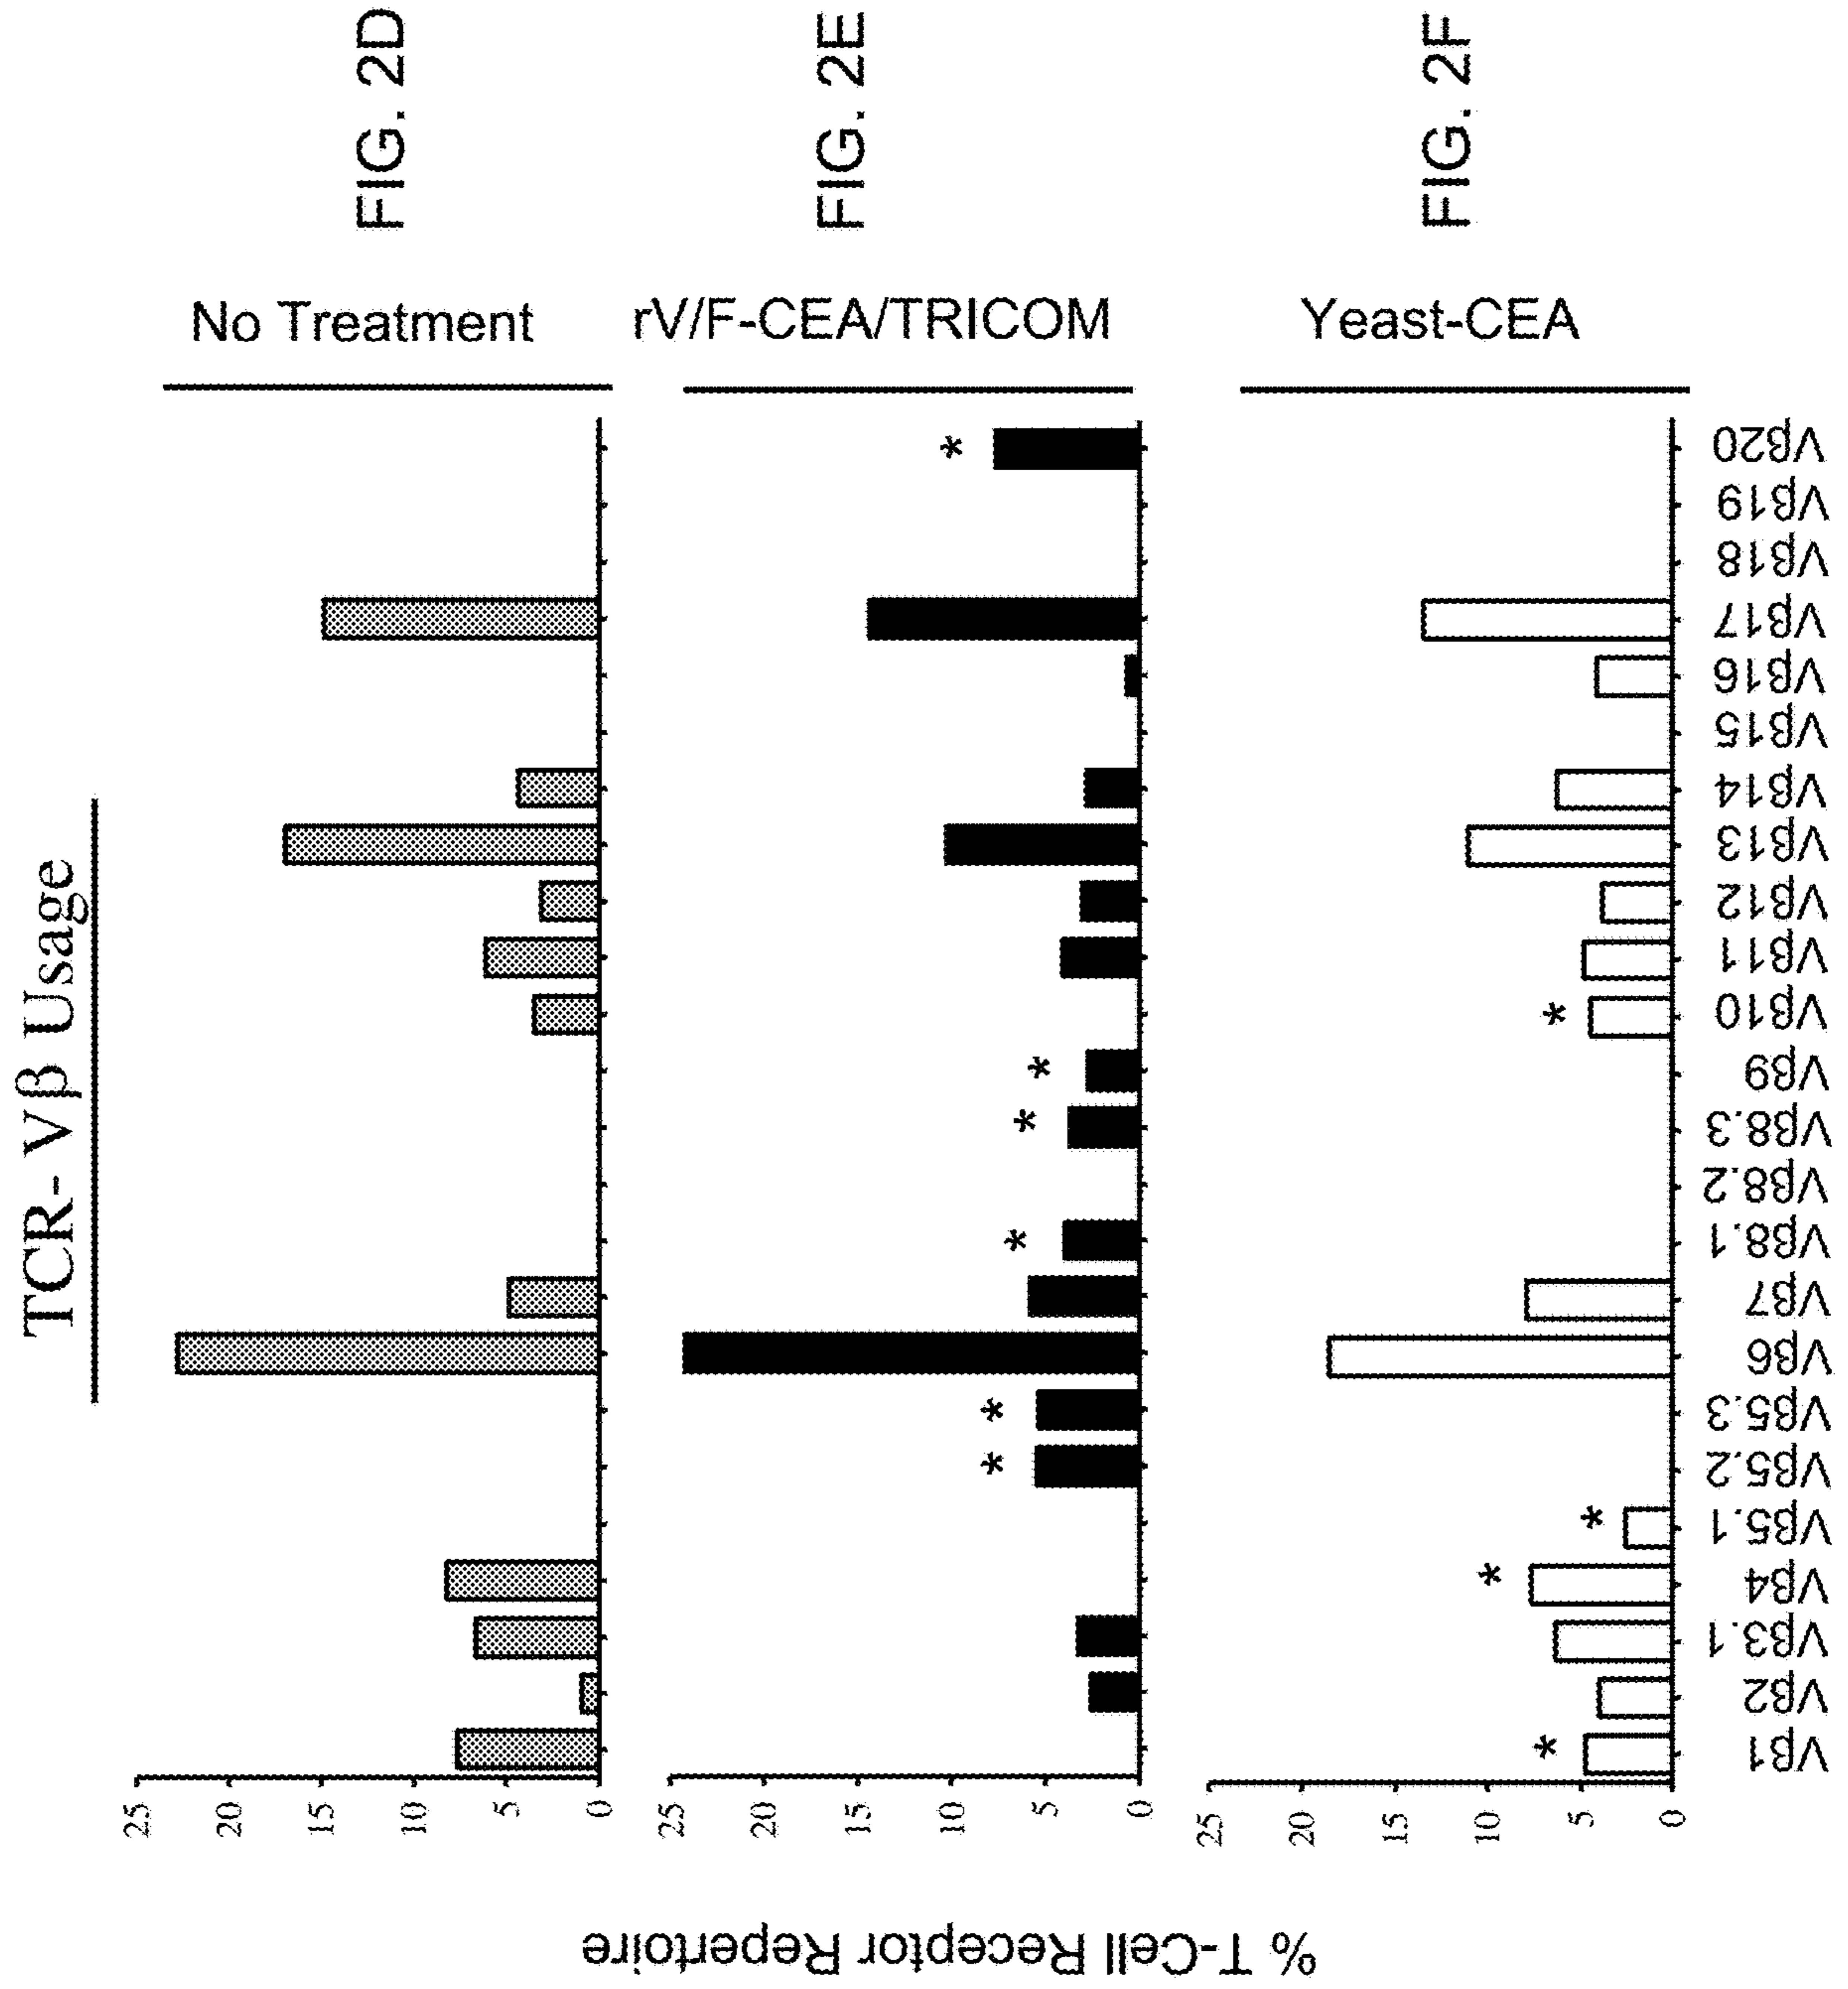 TCR- Vβ Usage
% T-Cell Receptor Repertoire
25
20
15
10
5
0
No Treatment
FIG. 2D
25
20
15
10
5
0
*
*
*
*
*
*
rV/F-CEA/TRICOM
FIG. 2E
25
20
15
10
5
0
*
*
*
*
Yeast-CEA
FIG. 2F
Vβ1
Vβ2
Vβ3.1
Vβ4
Vβ5.1
Vβ5.2
Vβ5.3
Vβ6
Vβ7
Vβ8.1
Vβ8.2
Vβ8.3
Vβ9
Vβ10
Vβ11
Vβ12
Vβ13
Vβ14
Vβ15
Vβ16
Vβ17
Vβ18
Vβ19
Vβ20